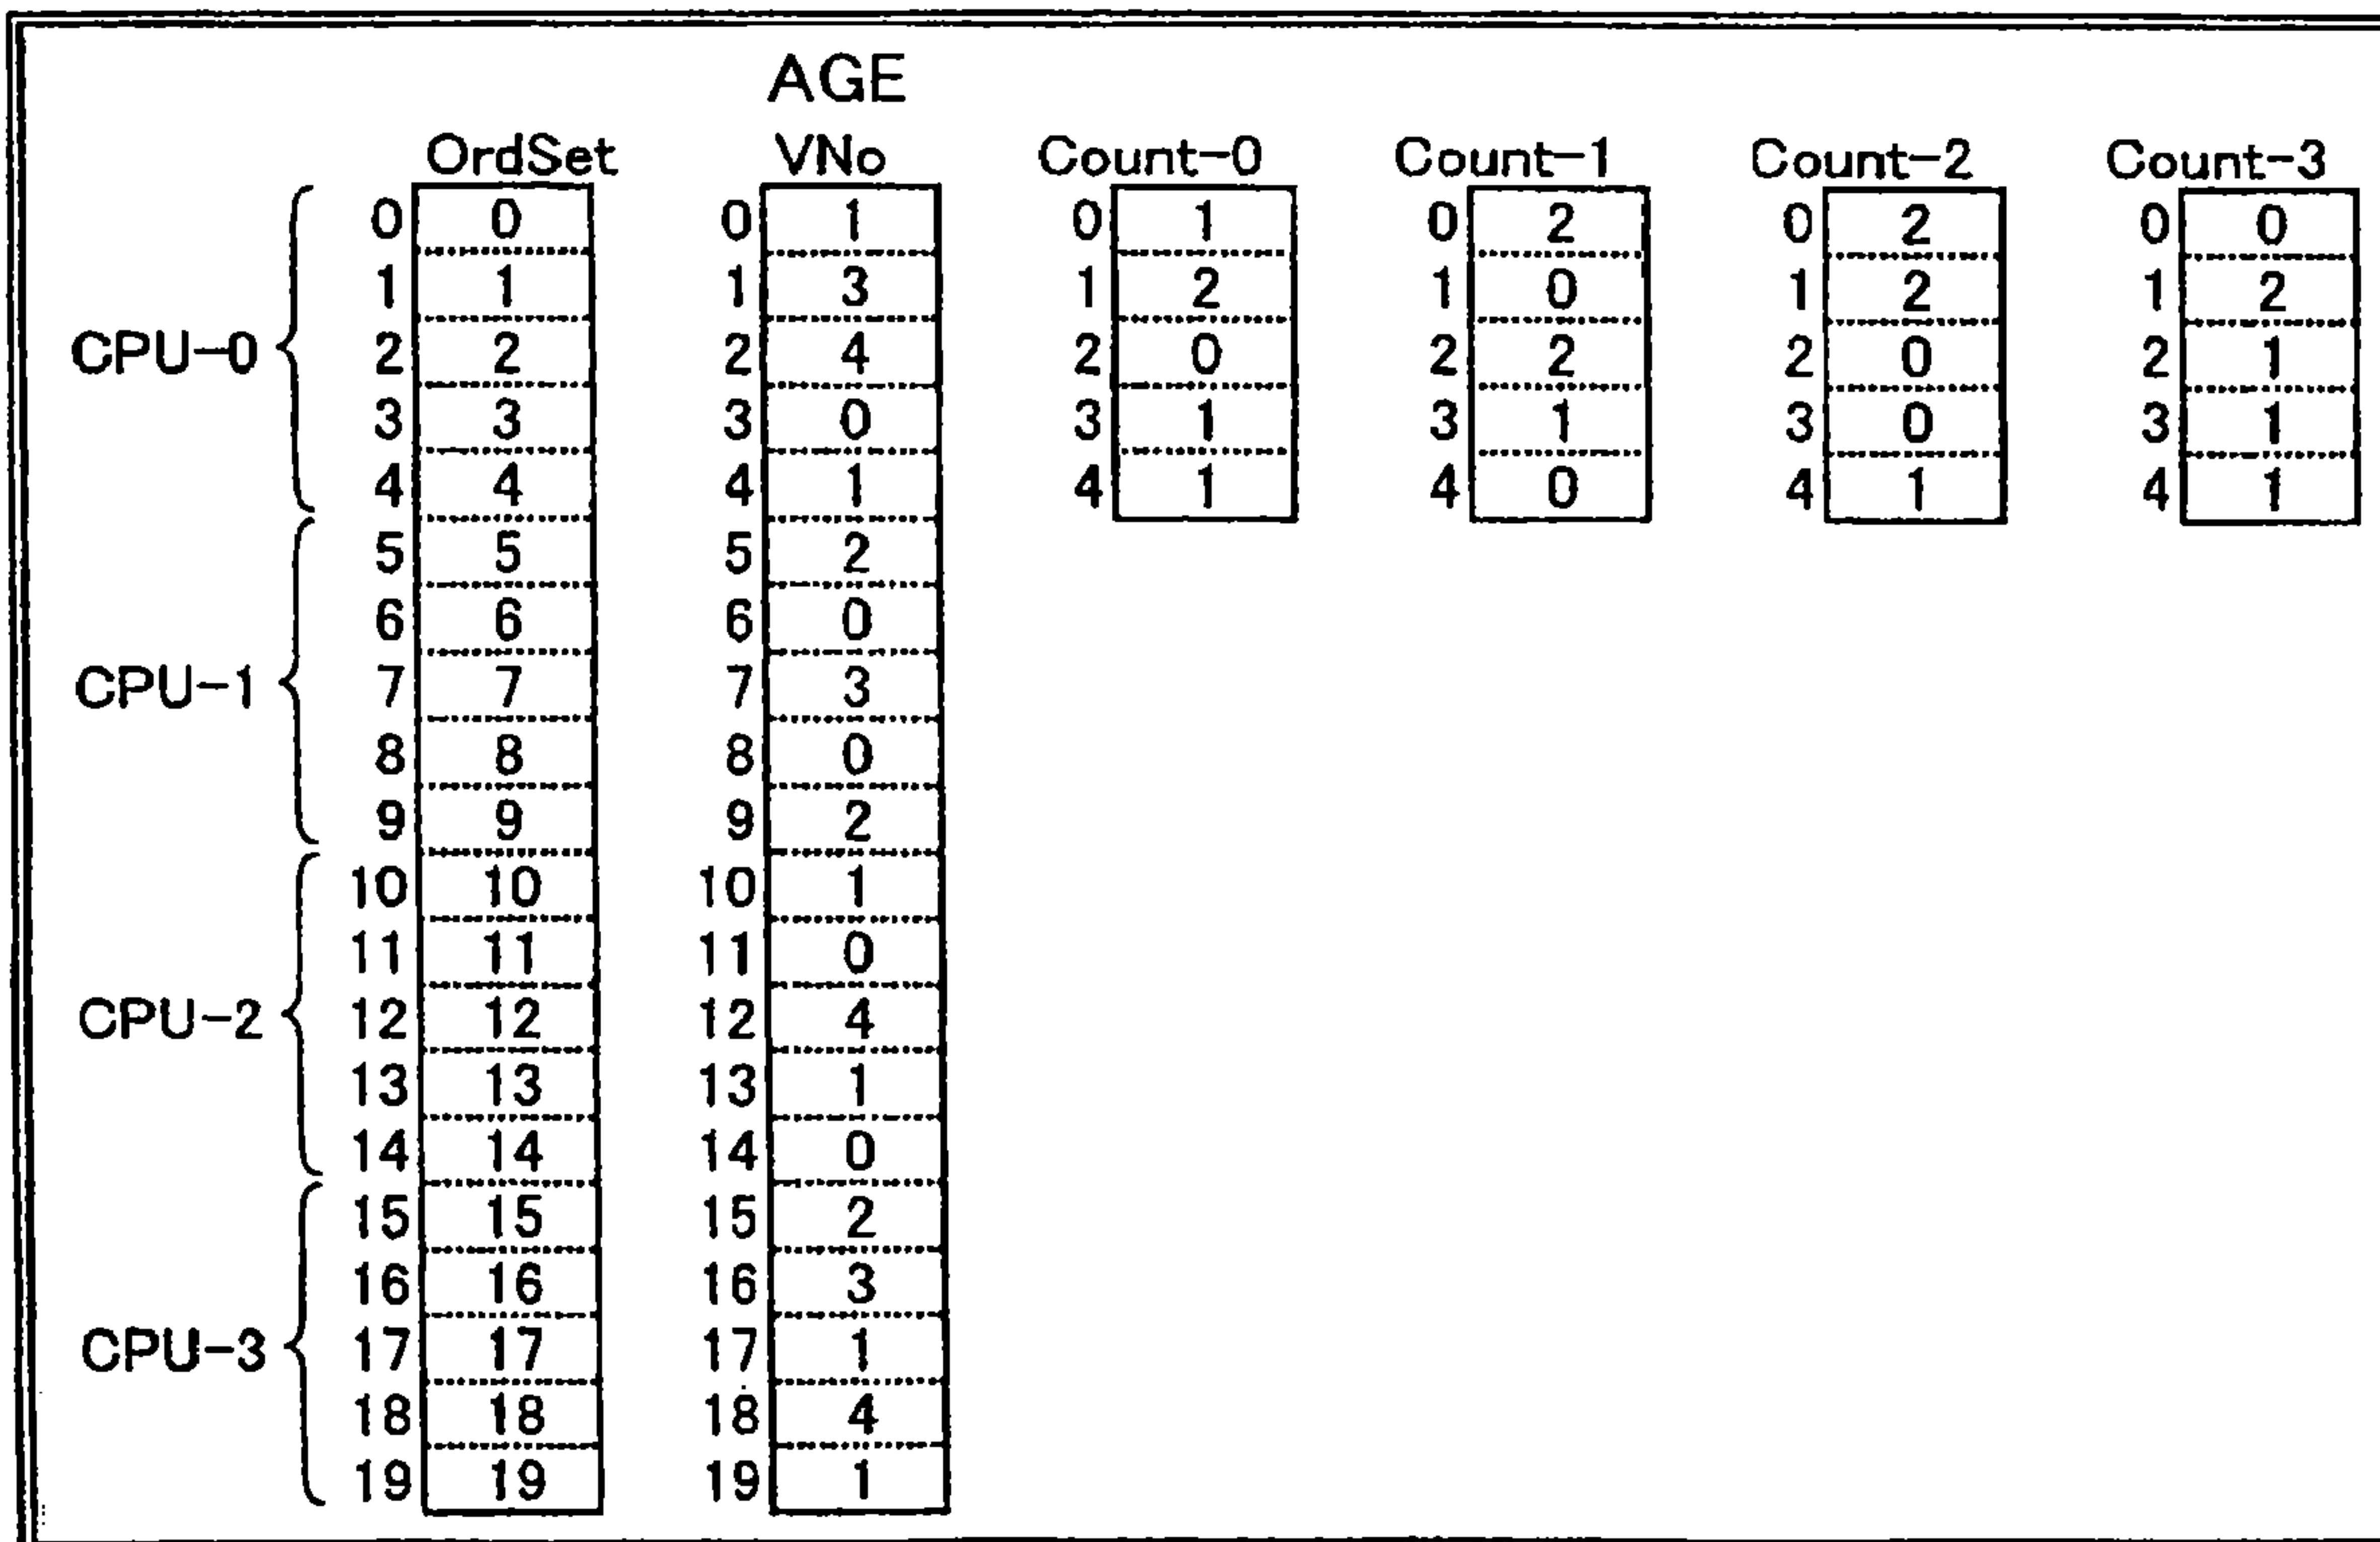 AGE
OrdSet VNo Count-0 Count-1 Count-2 Count-3
0 0 0 1 0 1 0 2 0 2 0 0
1 1 1 3 1 2 1 0 1 2 1 2
CPU-0 2 2 2 4 2 0 2 2 2 0 2 1
3 3 3 0 3 1 3 1 3 0 3 1
4 4 4 1 4 1 4 0 4 1 4 1
5 5 5 2
6 6 6 0
CPU-1 7 7 7 3
8 8 8 0
9 9 9 2
10 10 10 1
11 11 11 0
CPU-2 12 12 12 4
13 13 13 1
14 14 14 0
15 15 15 2
16 16 16 3
CPU-3 17 17 17 1
18 18 18 4
19 19 19 1